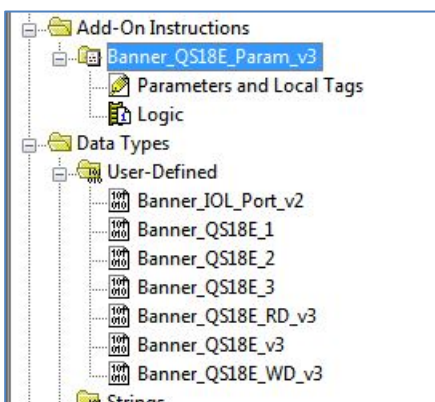 Add-On Instructions
Banner_QS18E_Param_v3
Parameters and Local Tags
Logic
Data Types
User-Defined
Banner_IOL_Port_v2
Banner_QS18E_1
Banner_QS18E_2
Banner_QS18E_3
Banner_QS18E_RD_v3
Banner_QS18E_v3
Banner_QS18E_WD_v3
Strings